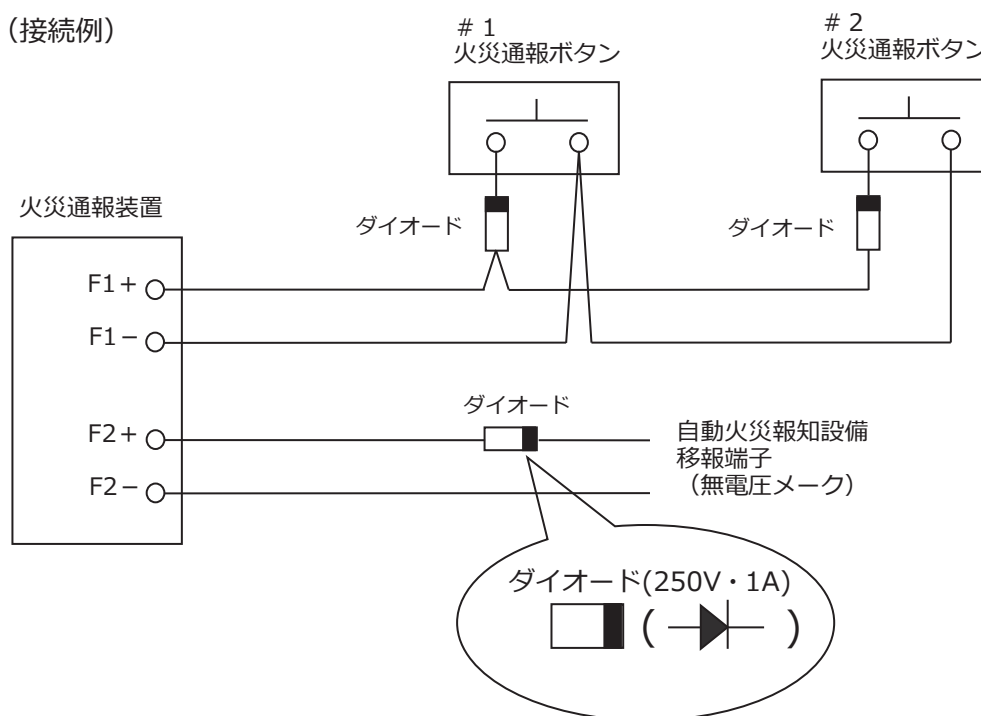 （接続例）
＃１
火災通報ボタン
＃２
火災通報ボタン
火災通報装置
ダイオード
ダイオード
F1＋
F1－
ダイオード
F2＋
F2－
自動火災報知設備
移報端子
（無電圧メーク）
ダイオード(250V・1A)
(　)